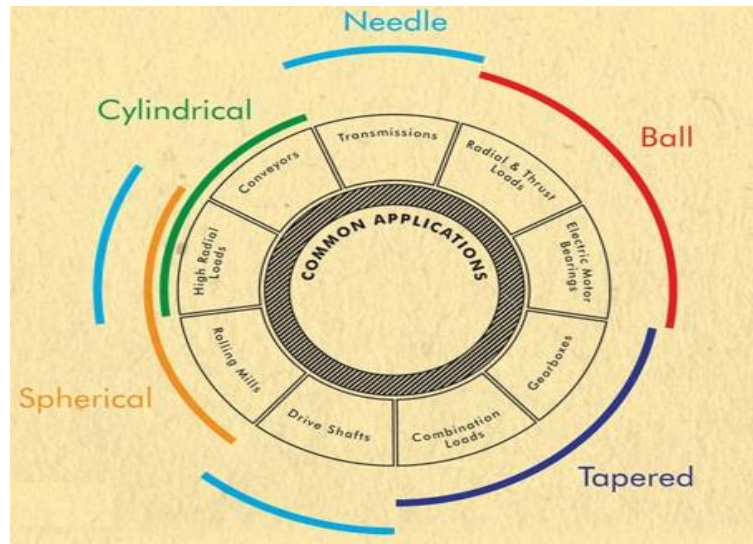 Needle
Cylindrical
Ball
Spherical
Tapered
COMMON APPLICATIONS
Transmissions
Radial & Thrust
Loads
Electric Motor
Bearings
Gearboxes
Combination
Loads
Drive Shafts
Rolling Mills
High Radial
Loads
Conveyors